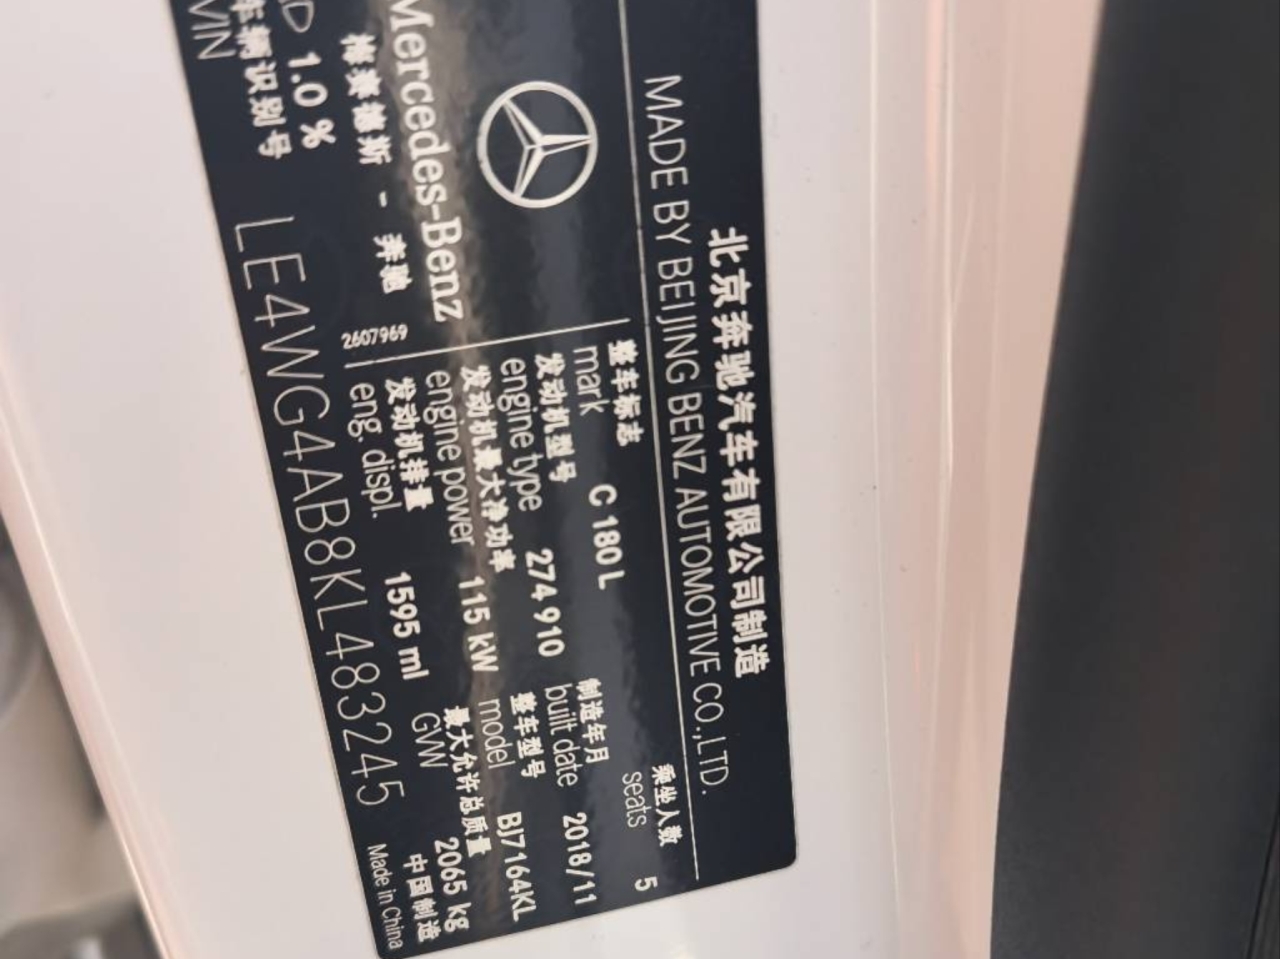 北京奔驰汽车有限公司制造
MADE BY BEIJING BENZ AUTOMOTIVE CO.,LTD.
乘坐人数
seats 5
整车标志
mark C 180 L
制造年月
built date 2018/11
发动机型号
engine type 274 910
整车型号
model BJ7164KL
发动机最大净功率
engine power 115 kW
最大允许总质量
GW 2065 kg
发动机排量
eng. displ. 1595 ml
中国制造
Made in China
Mercedes-Benz
梅赛德斯 - 奔驰
2607969
1.0 %
车辆识别号
VIN LE4WG4AB8KL483245